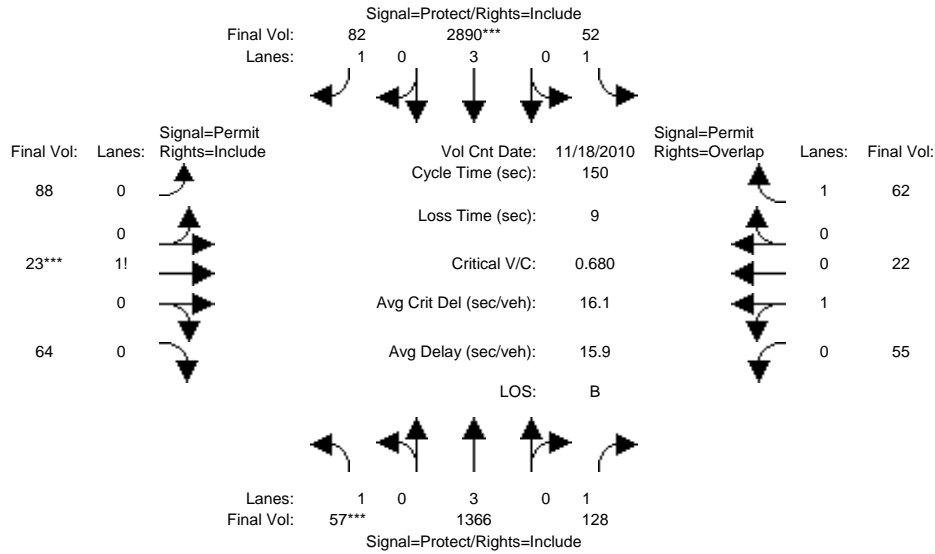 Signal=Protect/Rights=Include
Final Vol: 82 2890*** 52
Lanes: 1 0 3 0 1
Signal=Permit Signal=Permit
Final Vol: Lanes: Rights=Include Vol Cnt Date: 11/18/2010 Rights=Overlap Lanes: Final Vol:
Cycle Time (sec): 150
88 0 1 62
Loss Time (sec): 9
0 0
23*** 1! Critical V/C: 0.680 0 22
0 Avg Crit Del (sec/veh): 16.1 1
64 0 Avg Delay (sec/veh): 15.9 0 55
LOS: B
Lanes: 1 0 3 0 1
Final Vol: 57*** 1366 128
Signal=Protect/Rights=Include